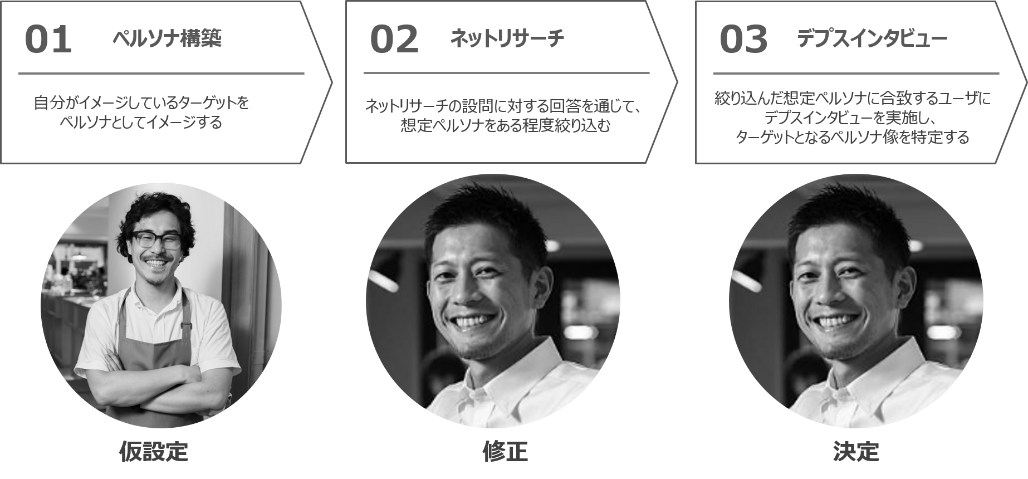 01 ペルソナ構築
自分がイメージしているターゲットを
ペルソナとしてイメージする
仮設定
02 ネットリサーチ
ネットリサーチの設問に対する回答を通じて、
想定ペルソナをある程度絞り込む
修正
03 デプスインタビュー
絞り込んだ想定ペルソナに合致するユーザに
デプスインタビューを実施し、
ターゲットとなるペルソナ像を特定する
決定